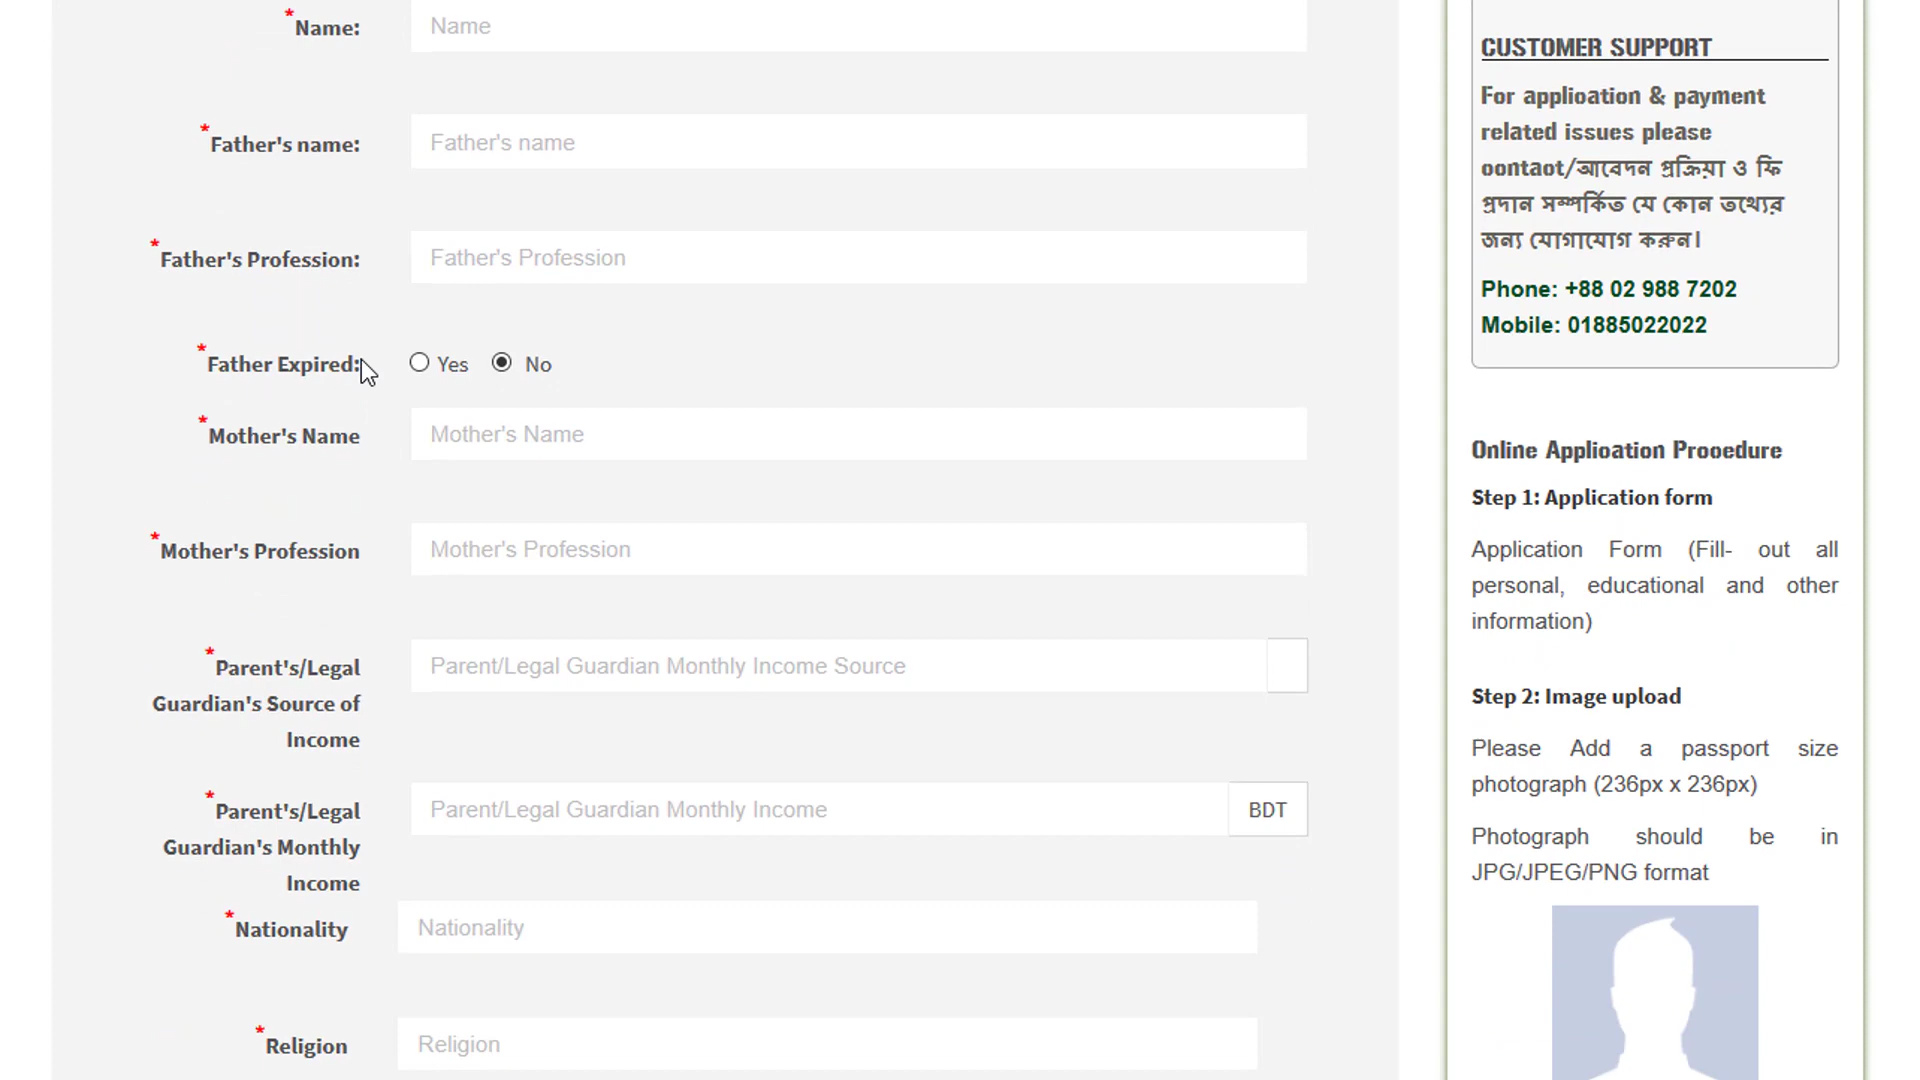 *Name:
Name
*Father's name:
Father's name
*Father's Profession:
Father's Profession
*Father Expired:
Yes No
*Mother's Name
Mother's Name
*Mother's Profession
Mother's Profession
*Parent's/Legal
Guardian's Source of
Income
Parent/Legal Guardian Monthly Income Source
*Parent's/Legal
Guardian's Monthly
Income
Parent/Legal Guardian Monthly Income
BDT
*Nationality
Nationality
*Religion
Religion
CUSTOMER SUPPORT
For application & payment
related issues please
contact/আবেদন প্রক্রিয়া ও ফি
প্রদান সম্পর্কিত যে কোন তথ্যের
জন্য যোগাযোগ করুন।
Phone: +88 02 988 7202
Mobile: 01885022022
Online Application Procedure
Step 1: Application form
Application Form (Fill- out all
personal, educational and other
information)
Step 2: Image upload
Please Add a passport size
photograph (236px x 236px)
Photograph should be in
JPG/JPEG/PNG format